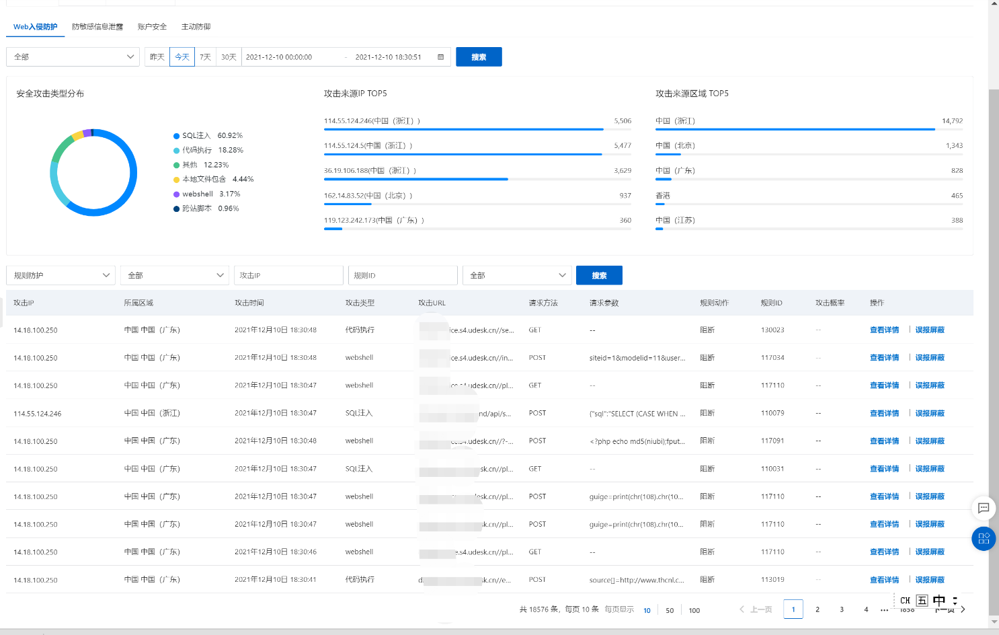 Web入侵防护 防敏感信息泄露 账户安全 主动防御
全部 昨天 今天 7天 30天 2021-12-10 00:00:00 - 2021-12-10 18:30:51 搜索
安全攻击类型分布
SQL注入 60.92%
代码执行 18.28%
其他 12.23%
本地文件包含 4.44%
webshell 3.17%
跨站脚本 0.96%
攻击来源IP TOP5
114.55.124.246(中国（浙江）) 5,506
114.55.124.5(中国（浙江）) 5,477
36.19.106.188(中国（浙江）) 3,629
162.14.83.52(中国（北京）) 937
119.123.242.173(中国（广东）) 360
攻击来源区域 TOP5
中国（浙江） 14,792
中国（北京） 1,343
中国（广东） 828
香港 465
中国（江苏） 388
规则防护 全部 攻击IP 规则ID 全部 搜索
攻击IP 所属区域 攻击时间 攻击类型 攻击URL 请求方法 请求参数 规则动作 规则ID 攻击概率 操作
14.18.100.250 中国 中国（广东） 2021年12月10日 18:30:48 代码执行 ice.s4.udesk.cn//se... GET -- 阻断 130023 -- 查看详情 | 误报屏蔽
14.18.100.250 中国 中国（广东） 2021年12月10日 18:30:48 webshell ice.s4.udesk.cn//in... POST siteid=1&modelid=11&user... 阻断 117034 -- 查看详情 | 误报屏蔽
14.18.100.250 中国 中国（广东） 2021年12月10日 18:30:47 webshell ice.s4.udesk.cn//pl... GET -- 阻断 117110 -- 查看详情 | 误报屏蔽
114.55.124.246 中国 中国（浙江） 2021年12月10日 18:30:47 SQL注入 nd/api/s... POST {"sql":"SELECT (CASE WHEN ... 阻断 110079 -- 查看详情 | 误报屏蔽
14.18.100.250 中国 中国（广东） 2021年12月10日 18:30:48 webshell ce.s4.udesk.cn//?-... POST <?php echo md5(niubi);fput... 阻断 117091 -- 查看详情 | 误报屏蔽
14.18.100.250 中国 中国（广东） 2021年12月10日 18:30:47 SQL注入 sk.cn//pl... GET -- 阻断 110031 -- 查看详情 | 误报屏蔽
14.18.100.250 中国 中国（广东） 2021年12月10日 18:30:47 webshell sk.cn//pl... POST guige=print(chr(108).chr(10... 阻断 117110 -- 查看详情 | 误报屏蔽
14.18.100.250 中国 中国（广东） 2021年12月10日 18:30:47 webshell sk.cn//pl... POST guige=print(chr(108).chr(10... 阻断 117110 -- 查看详情 | 误报屏蔽
14.18.100.250 中国 中国（广东） 2021年12月10日 18:30:46 webshell e.s4.udesk.cn//pl... GET -- 阻断 117110 -- 查看详情 | 误报屏蔽
14.18.100.250 中国 中国（广东） 2021年12月10日 18:30:41 代码执行 sk.cn//e... POST source[]=http://www.thcnl.c... 阻断 113019 -- 查看详情 | 误报屏蔽
CH 五 中
共 18576 条，每页 10 条 每页显示 10 50 100 上一页 1 2 3 4 ... 1858 下一页